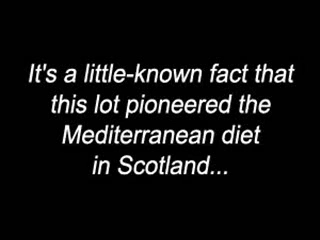 It's a little-known fact that
this lot pioneered the
Mediterranean diet
in Scotland...